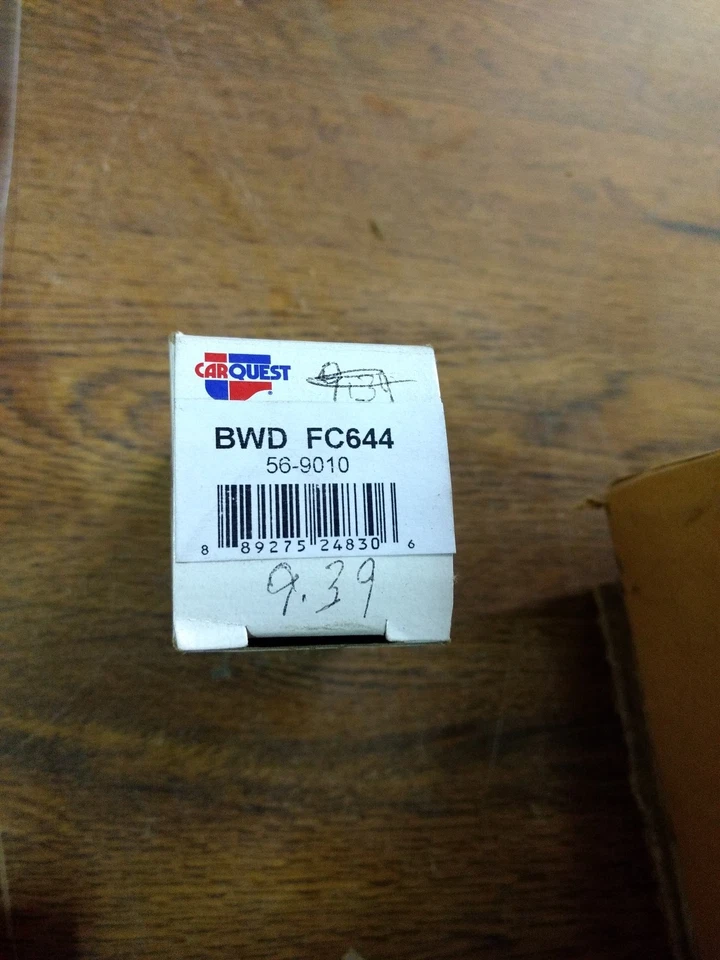 CARQUEST
BWD FC644
56-9010
8 89275 24830 6
9.39